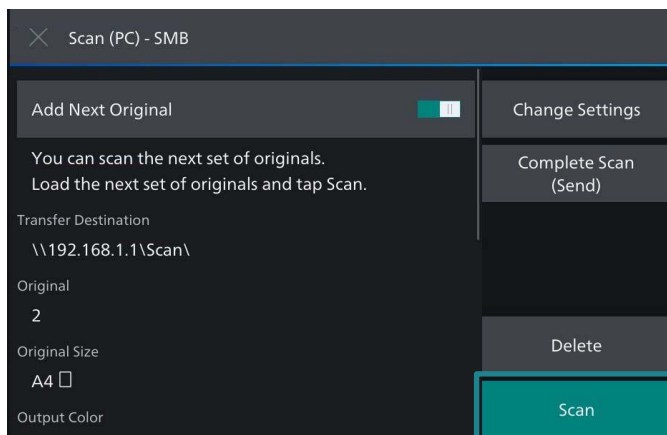 Scan (PC) - SMB
Add Next Original
You can scan the next set of originals.
Load the next set of originals and tap Scan.
Transfer Destination
\\192.168.1.1\Scan\
Original
2
Original Size
A4
Output Color
Change Settings
Complete Scan
(Send)
Delete
Scan